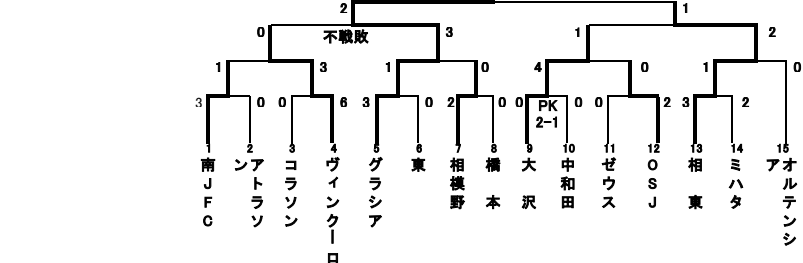 2 1
0 不戦敗 3 1 2
1 3 1 0 4 0 1 0
3 0 0 6 3 0 2 0 0 PK 0 0 2 3 2
2-1
1 2 3 4 5 6 7 8 9 10 11 12 13 14 15
南JFC
アトラソン
コラソン
ヴィンクーロ
グラシア
東
相模野
橋本
大沢
中和田
ゼウス
OSJ
相東
ミハタ
オルテンシア